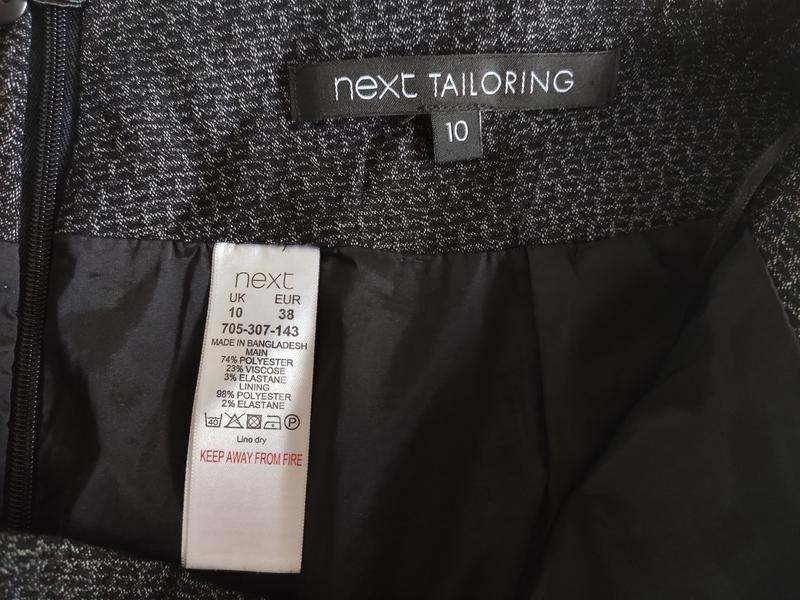 next TAILORING
10
next
UK EUR
10 38
705-307-143
MADE IN BANGLADESH
MAIN
74% POLYESTER
23% VISCOSE
3% ELASTANE
LINING
98% POLYESTER
2% ELASTANE
40 P
Line dry
KEEP AWAY FROM FIRE